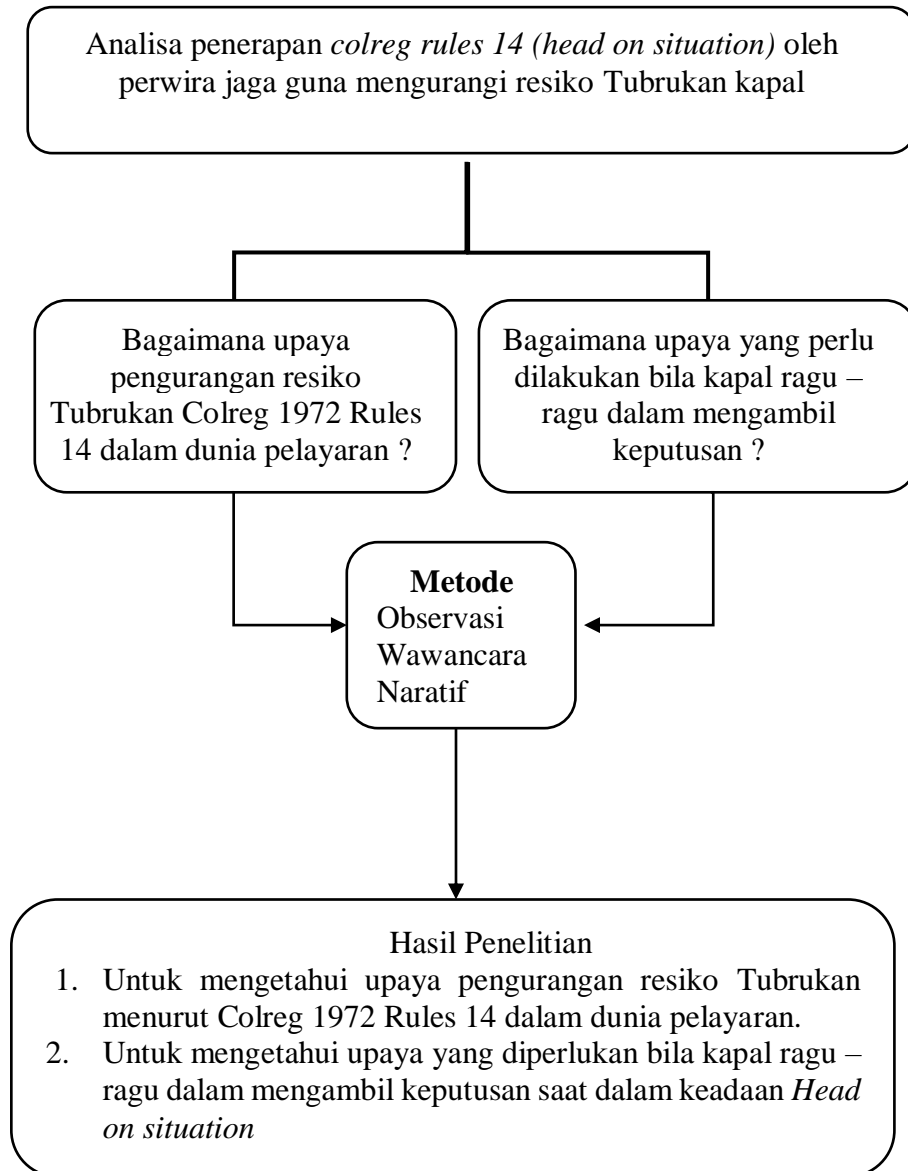 Analisa penerapan colreg rules 14 (head on situation) oleh
perwira jaga guna mengurangi resiko Tubrukan kapal
Bagaimana upaya
pengurangan resiko
Tubrukan Colreg 1972 Rules
14 dalam dunia pelayaran ?
Bagaimana upaya yang perlu
dilakukan bila kapal ragu –
ragu dalam mengambil
keputusan ?
Metode
Observasi
Wawancara
Naratif
Hasil Penelitian
1. Untuk mengetahui upaya pengurangan resiko Tubrukan
menurut Colreg 1972 Rules 14 dalam dunia pelayaran.
2. Untuk mengetahui upaya yang diperlukan bila kapal ragu –
ragu dalam mengambil keputusan saat dalam keadaan Head
on situation